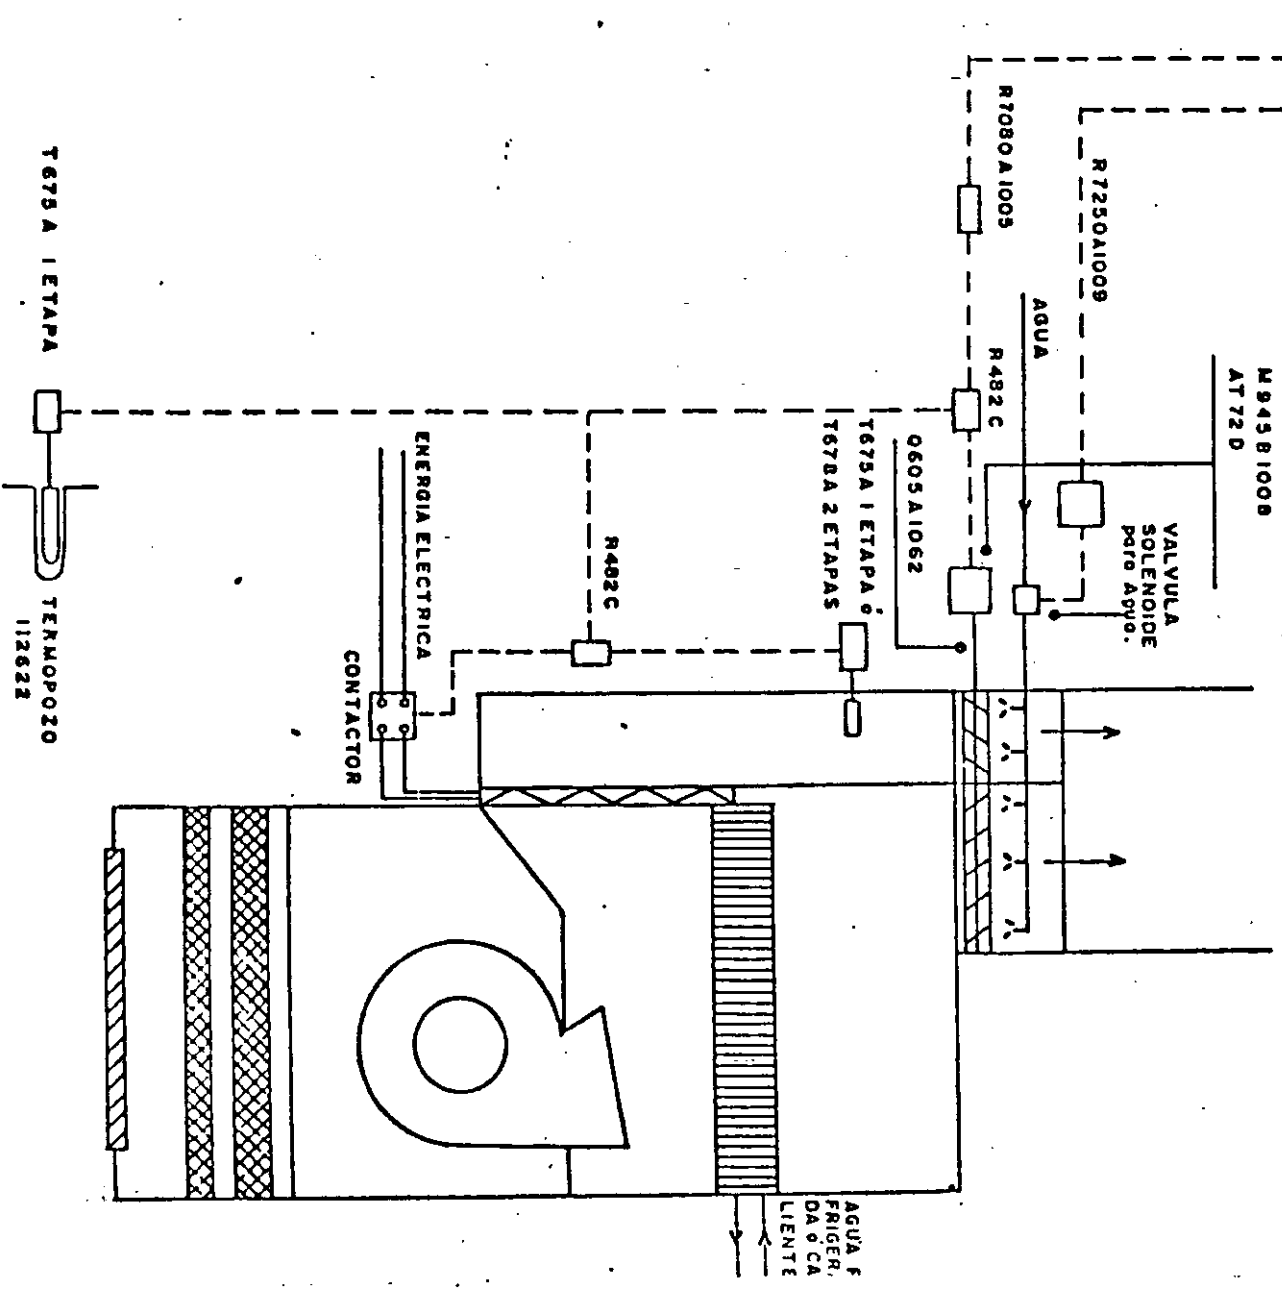 M945B1008
AT72D
R7250A1009
R7080A1005
AGUA
VALVULA
SOLENOIDE
para Agua.
R482C
Q605A1062
T675A 1 ETAPA ó
T678A 2 ETAPAS
R482C
ENERGIA ELECTRICA
CONTACTOR
T675A 1 ETAPA
TERMOPOZO
112622
AGUA F
FRIGER,
DA ó CA
LIENTE